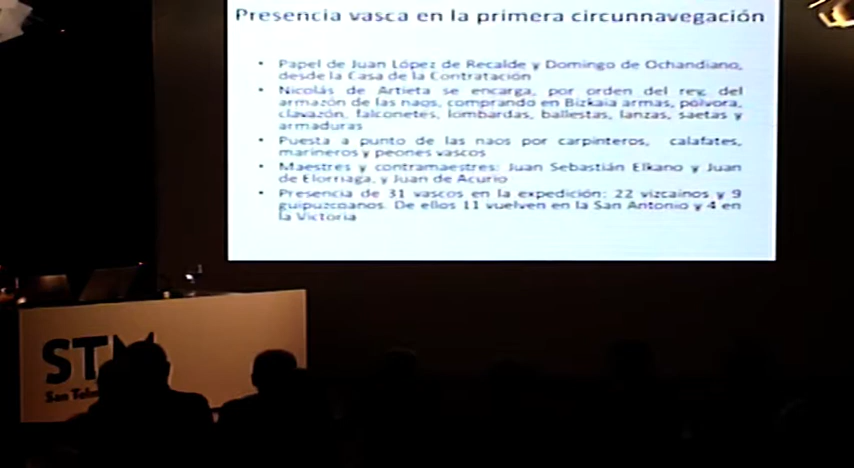 Presencia vasca en la primera circunnavegación
• Papel de Juan López de Recalde y Domingo de Ochandiano,
desde la Casa de la Contratación
• Nicolás de Artieta se encarga, por orden del rey, del
armazón de las naos, comprando en Bizkaia armas, pólvora,
clavazón, falconetes, lombardas, ballestas, lanzas, saetas y
armaduras
• Puesta a punto de las naos por carpinteros, calafates,
marineros y peones vascos
• Maestres y contramaestres: Juan Sebastián Elkano y Juan
de Elorriaga, y Juan de Acurio
• Presencia de 31 vascos en la expedición: 22 vizcaínos y 9
guipuzcoanos. De ellos 11 vuelven en la San Antonio y 4 en
la Victoria
ST
San